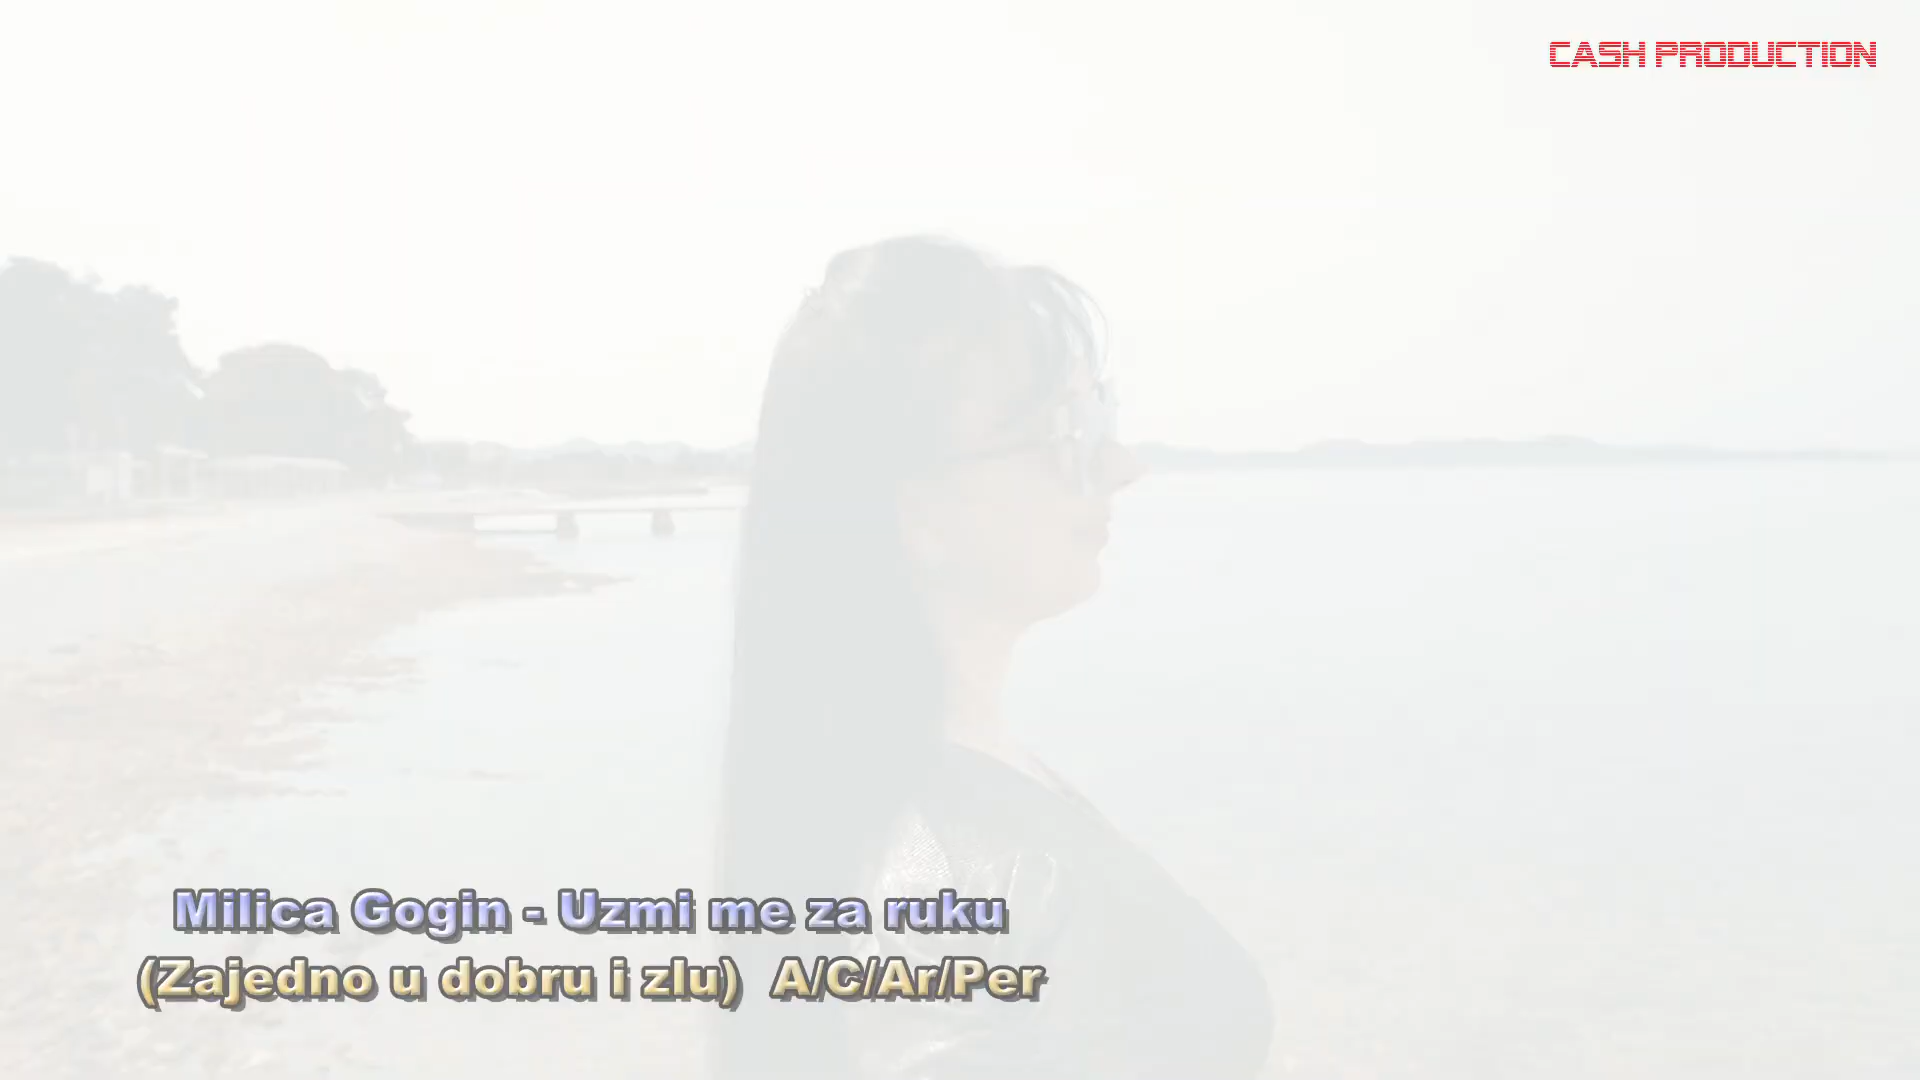 CASH PRODUCTION
Milica Gogin - Uzmi me za ruku
(Zajedno u dobru i zlu) A/C/Ar/Per